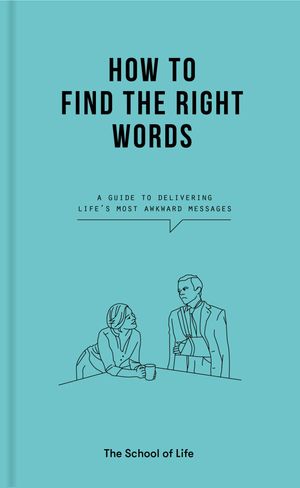 HOW TO
FIND THE RIGHT
WORDS
A GUIDE TO DELIVERING
LIFE'S MOST AWKWARD MESSAGES
The School of Life